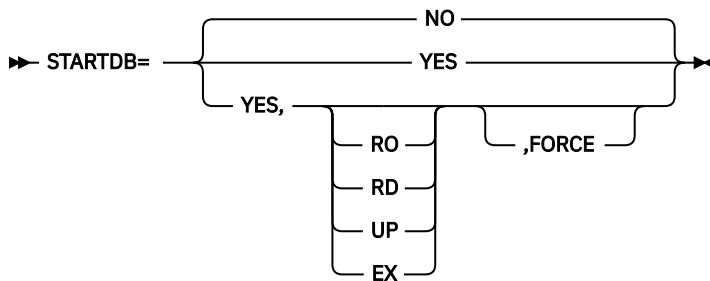 NO
STARTDB= YES
YES,
RO ,FORCE
RD
UP
EX